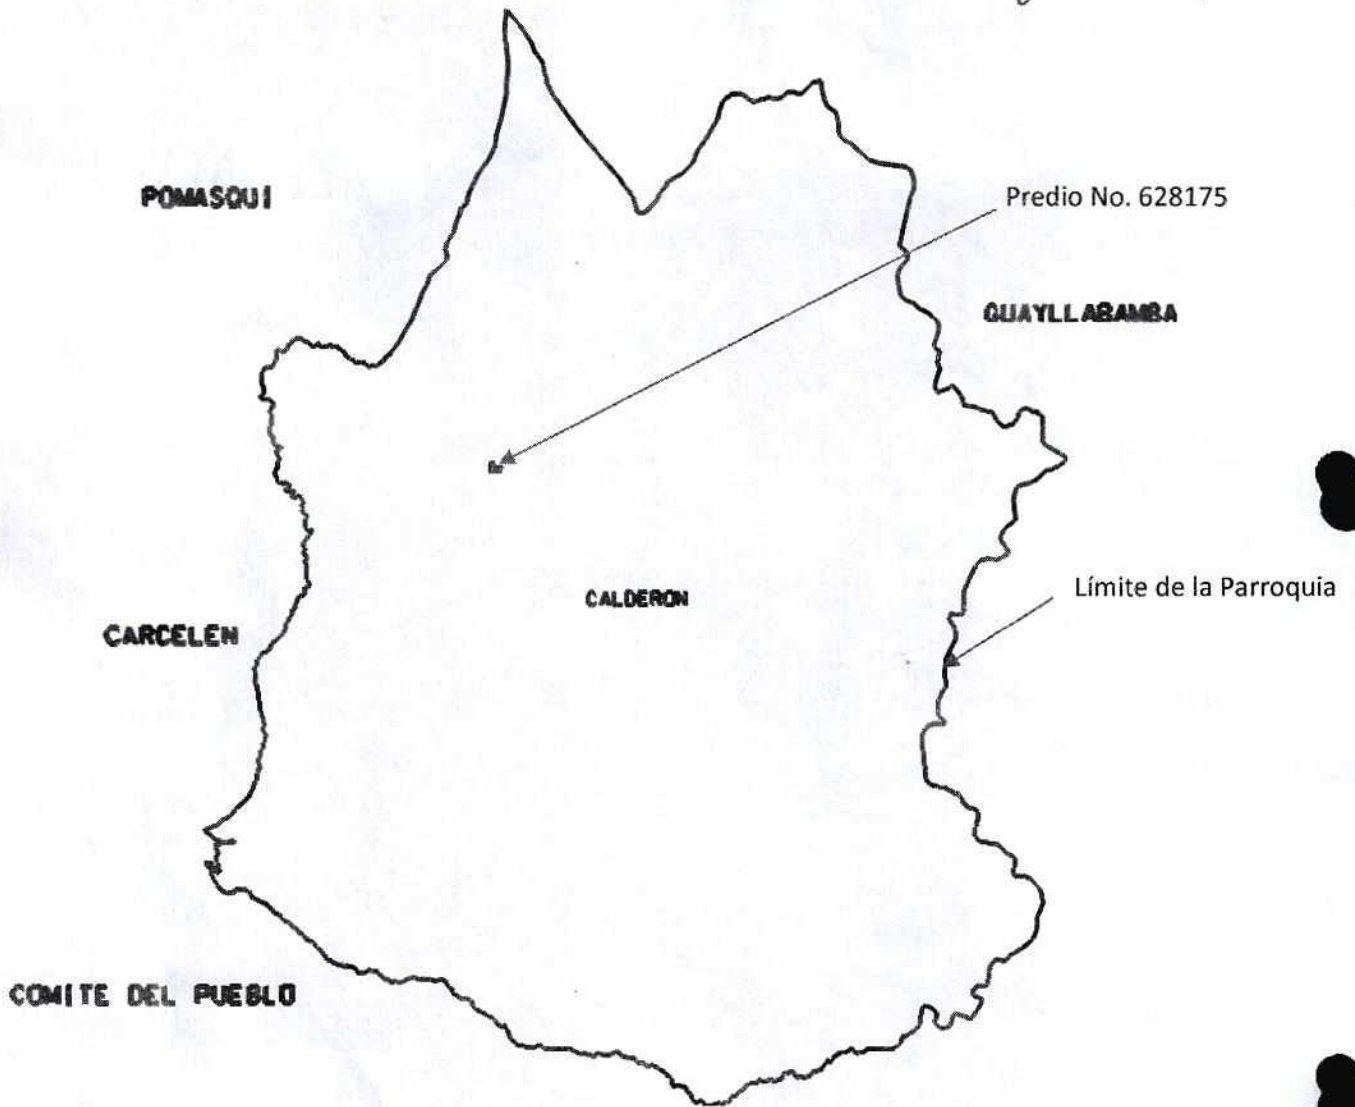 POMASQUI
Predio No. 628175
GUAYLLABAMBA
CALDERON
Límite de la Parroquia
CARCELEN
COMITE DEL PUEBLO